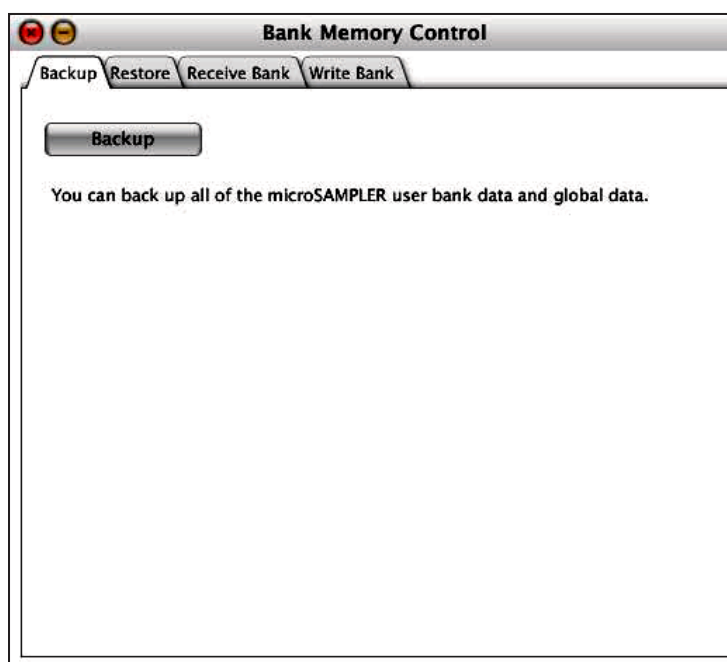 Bank Memory Control
Backup Restore Receive Bank Write Bank
Backup
You can back up all of the microSAMPLER user bank data and global data.